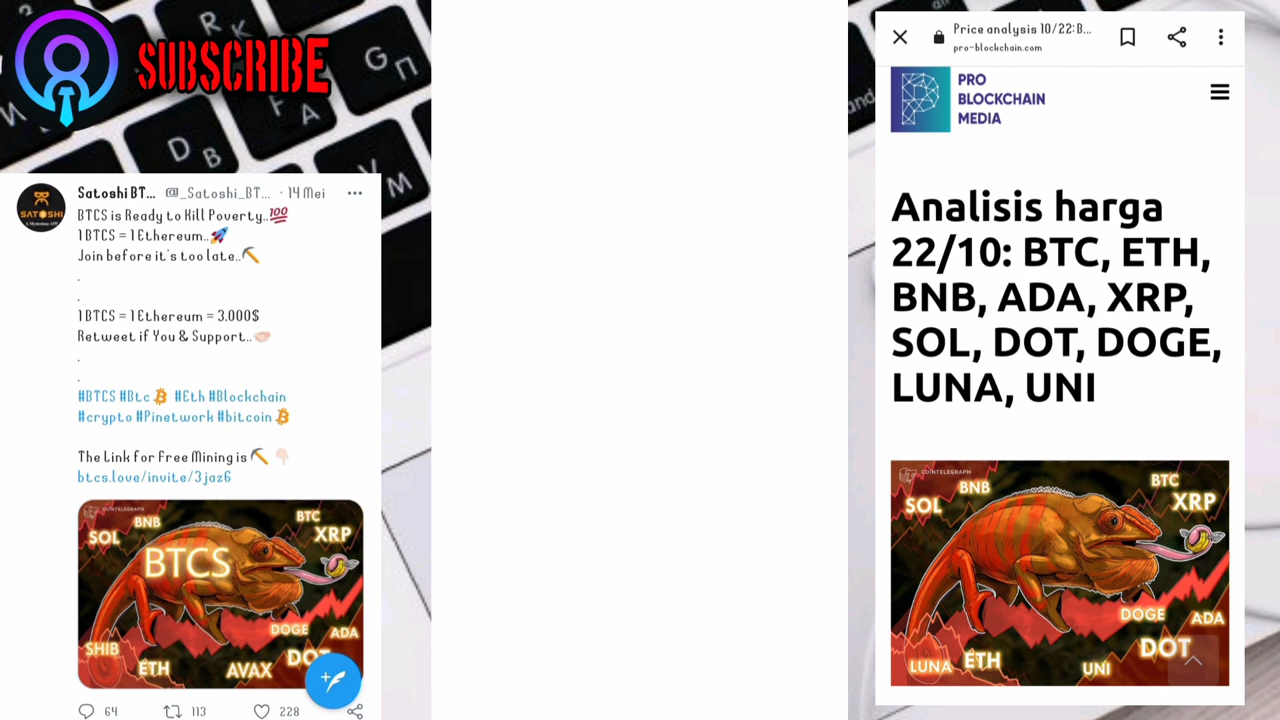 SUBSCRIBE
Satoshi BT... @_Satoshi_BT... · 14 Mei
BTCS is Ready to Kill Poverty..💯
1 BTCS = 1 Ethereum..🚀
Join before it's too late..⛏️
.
.
1 BTCS = 1 Ethereum = 3.000$
Retweet if You & Support..🤝🏻
.
.
#BTCS #Btc #Eth #Blockchain
#crypto #Pinetwork #bitcoin
The Link for Free Mining is ⛏️ 👇🏻
btcs.love/invite/3jaz6
COINTELEGRAPH
BNB
BTC
SOL
XRP
BTCS
DOGE
ADA
SHIB
ETH
AVAX
DOT
64 113 228
SATOSHI
Price analysis 10/22: B...
pro-blockchain.com
PRO
BLOCKCHAIN
MEDIA
Analisis harga
22/10: BTC, ETH,
BNB, ADA, XRP,
SOL, DOT, DOGE,
LUNA, UNI
COINTELEGRAPH
BNB
BTC
SOL
XRP
DOGE
ADA
DOT
LUNA
ETH
UNI
R
G П
F A
D B
V M
and